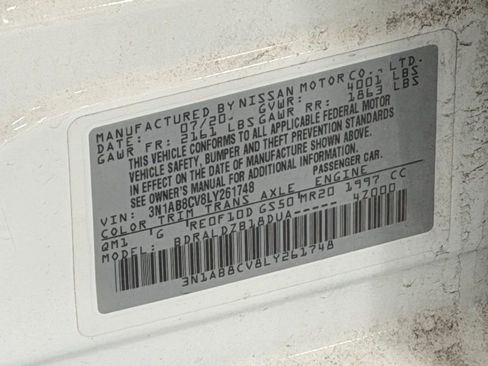 MANUFACTURED BY NISSAN MOTOR CO., LTD.
DATE: 07/20 GVWR: 4001 LBS
GAWR FR: 2161 LBS GAWR RR: 1863 LBS
THIS VEHICLE CONFORMS TO ALL APPLICABLE FEDERAL MOTOR
VEHICLE SAFETY, BUMPER AND THEFT PREVENTION STANDARDS
IN EFFECT ON THE DATE OF MANUFACTURE SHOWN ABOVE.
SEE OWNER'S MANUAL FOR ADDITIONAL INFORMATION.
VIN: 3N1AB8CV8LY261748 PASSENGER CAR.
COLOR TRIM TRANS AXLE ENGINE
QM1 G RE0F10D GS50 MR20 1997 CC
MODEL: BDRALDZB18DUA----- 47000
3N1AB8CV8LY261748